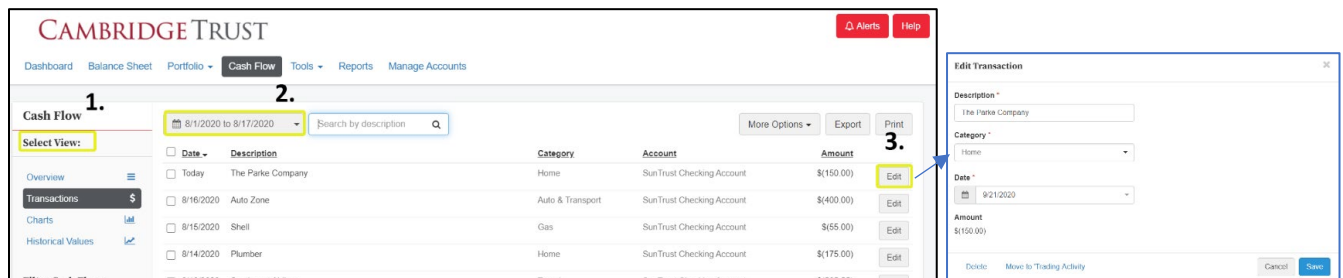 CAMBRIDGE TRUST
Alerts Help
Dashboard Balance Sheet Portfolio Cash Flow Tools Reports Manage Accounts
1. 2.
Cash Flow
8/1/2020 to 8/17/2020 Search by description More Options Export Print
Select View: 3.
Date Description Category Account Amount
Overview Today The Parke Company Home SunTrust Checking Account $(150.00) Edit
Transactions $ 8/16/2020 Auto Zone Auto & Transport SunTrust Checking Account $(400.00) Edit
Charts 8/15/2020 Shell Gas SunTrust Checking Account $(55.00) Edit
Historical Values
8/14/2020 Plumber Home SunTrust Checking Account $(175.00) Edit
Edit Transaction ×
Description *
The Parke Company
Category *
Home
Date *
9/21/2020
Amount
$(150.00)
Delete Move to 'Trading Activity Cancel Save